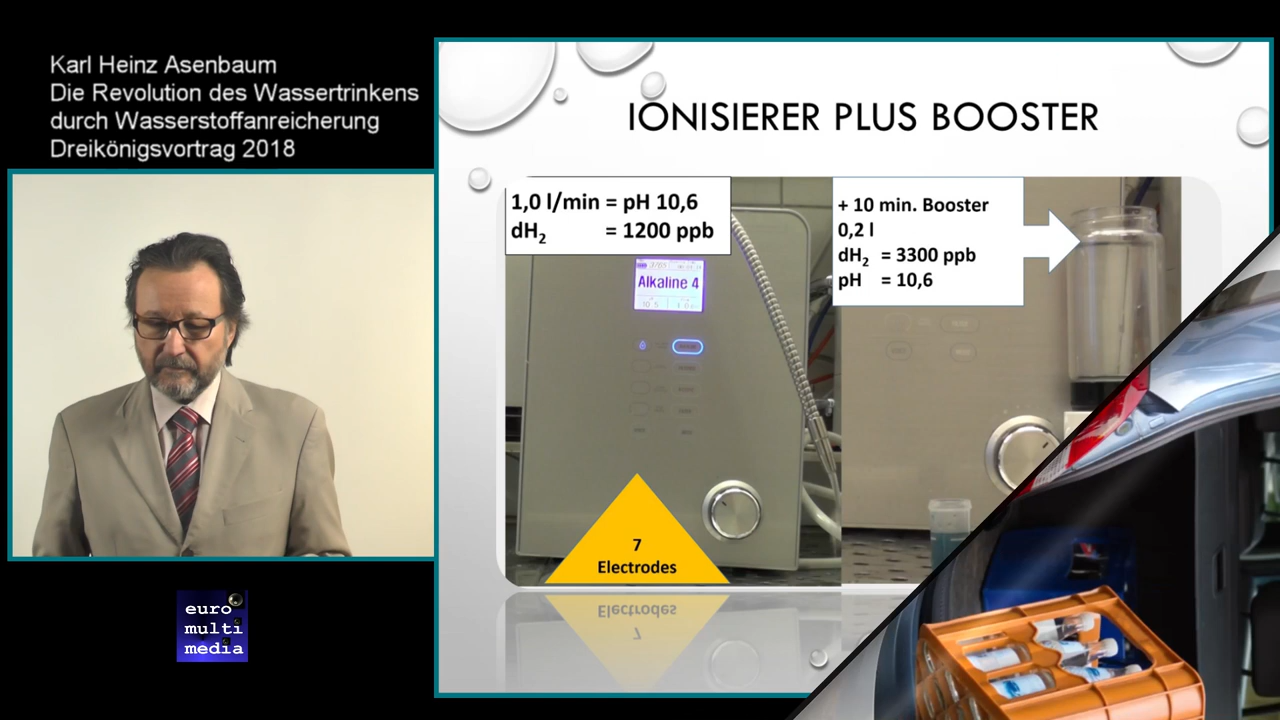 Karl Heinz Asenbaum
Die Revolution des Wassertrinkens
durch Wasserstoffanreicherung
Dreikönigsvortrag 2018
IONISIERER PLUS BOOSTER
1,0 l/min = pH 10,6
dH₂ = 1200 ppb
+ 10 min. Booster
0,2 l
dH₂ = 3300 ppb
pH = 10,6
Alkaline 4
7
Electrodes
euro
multi
media